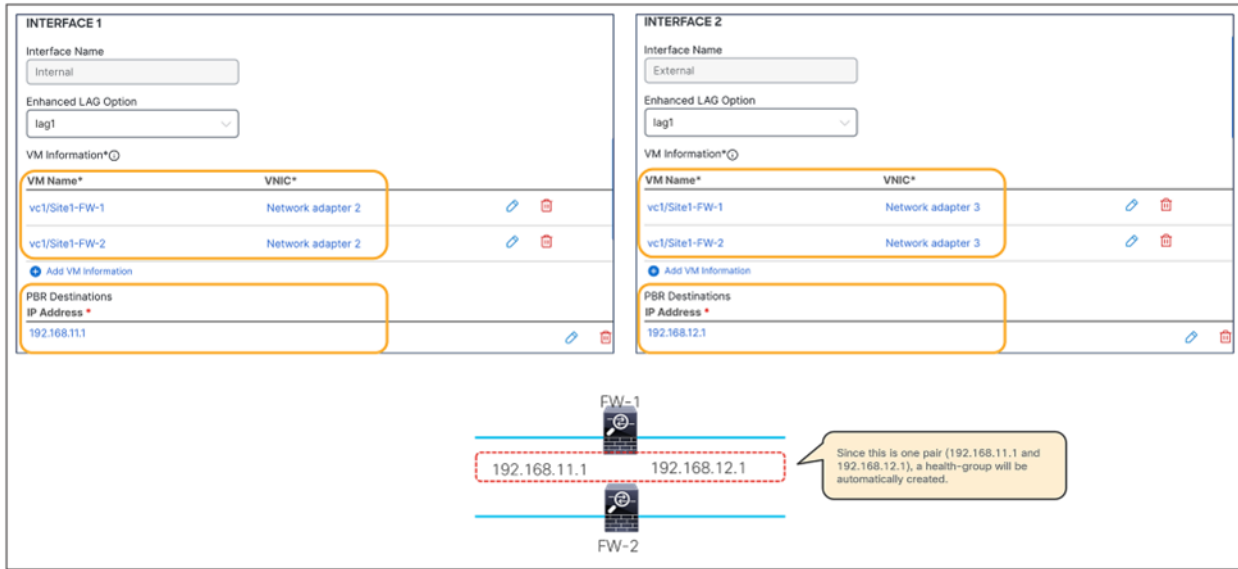 INTERFACE 1
Interface Name
Internal
Enhanced LAG Option
lag1
VM Information*
VM Name* VNIC*
vc1/Site1-FW-1 Network adapter 2
vc1/Site1-FW-2 Network adapter 2
Add VM Information
PBR Destinations
IP Address *
192.168.11.1
INTERFACE 2
Interface Name
External
Enhanced LAG Option
lag1
VM Information*
VM Name* VNIC*
vc1/Site1-FW-1 Network adapter 3
vc1/Site1-FW-2 Network adapter 3
Add VM Information
PBR Destinations
IP Address *
192.168.12.1
FW-1
192.168.11.1 192.168.12.1
FW-2
Since this is one pair (192.168.11.1 and
192.168.12.1), a health-group will be
automatically created.